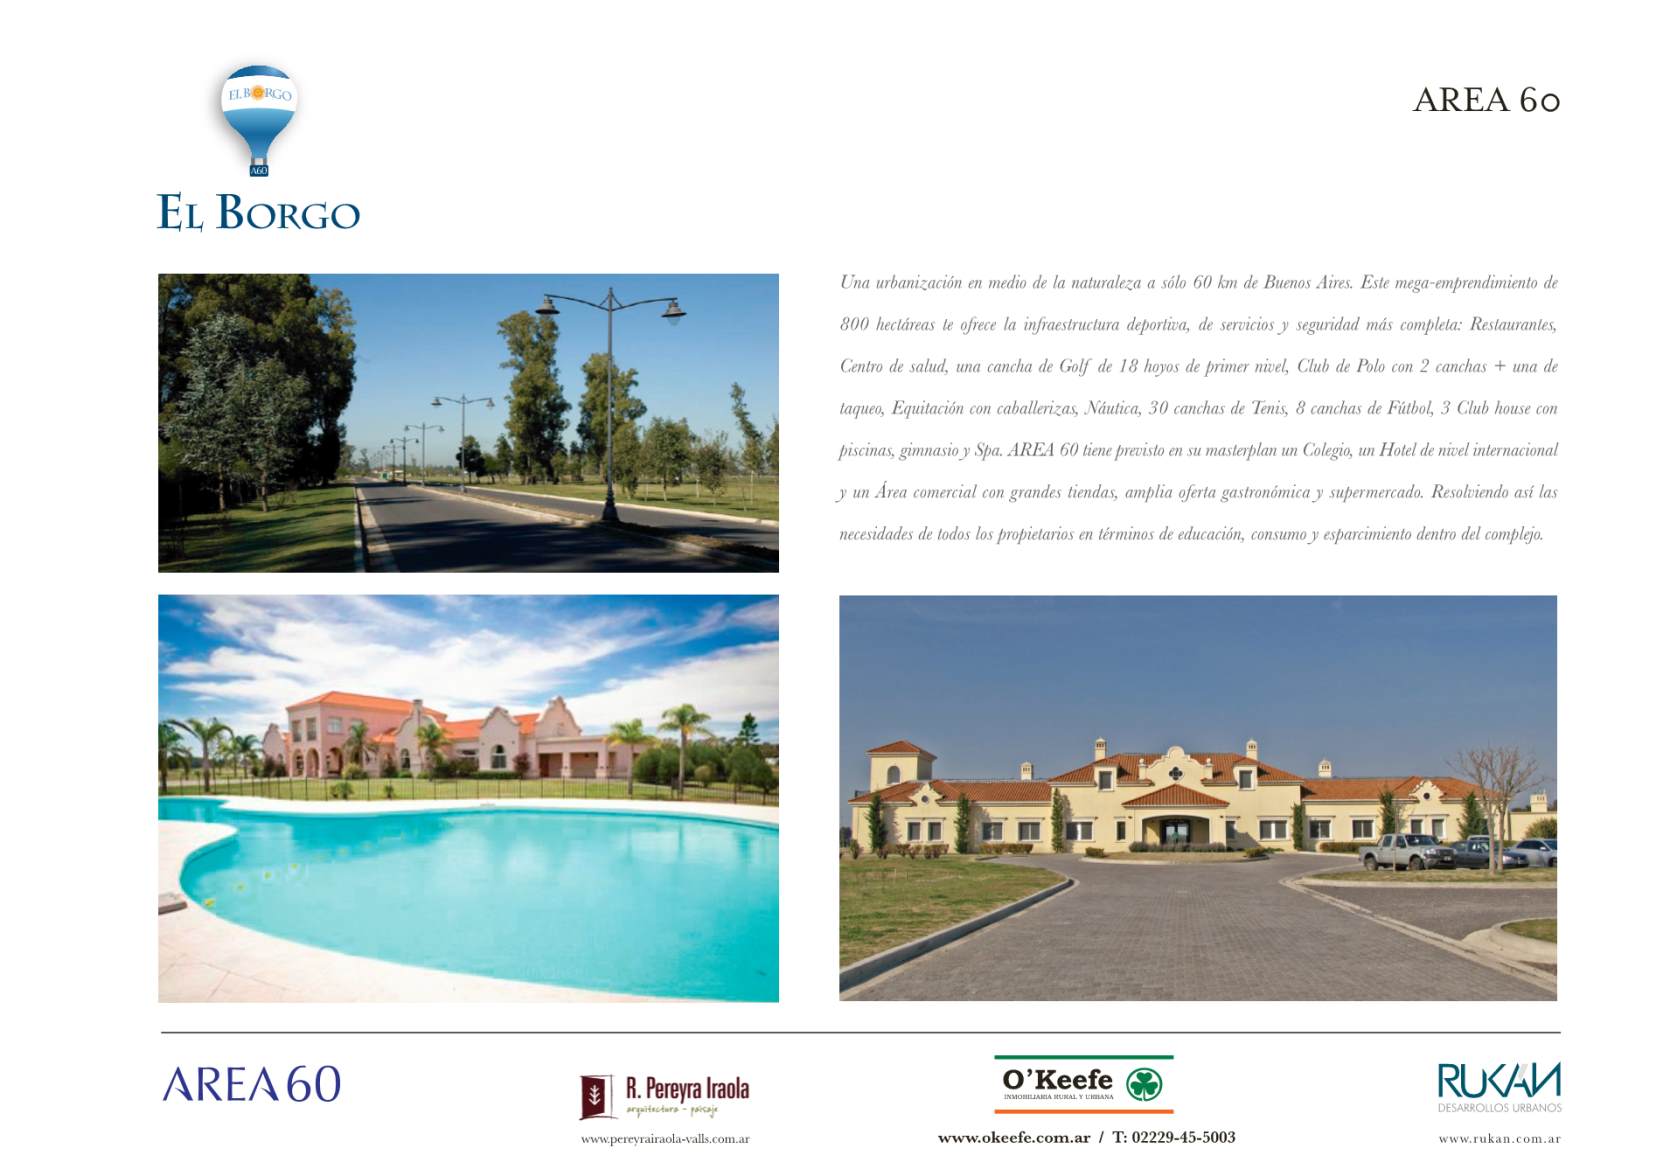 EL BORGO
A60
EL BORGO
AREA 60
Una urbanización en medio de la naturaleza a sólo 60 km de Buenos Aires. Este mega-emprendimiento de
800 hectáreas te ofrece la infraestructura deportiva, de servicios y seguridad más completa: Restaurantes,
Centro de salud, una cancha de Golf de 18 hoyos de primer nivel, Club de Polo con 2 canchas + una de
taqueo, Equitación con caballerizas, Náutica, 30 canchas de Tenis, 8 canchas de Fútbol, 3 Club house con
piscinas, gimnasio y Spa. AREA 60 tiene previsto en su masterplan un Colegio, un Hotel de nivel internacional
y un Área comercial con grandes tiendas, amplia oferta gastronómica y supermercado. Resolviendo así las
necesidades de todos los propietarios en términos de educación, consumo y esparcimiento dentro del complejo.
AREA 60
R. Pereyra Iraola
arquitectura - paisaje
www.pereyrairaola-valls.com.ar
O'Keefe
INMOBILIARIA RURAL Y URBANA
www.okeefe.com.ar / T: 02229-45-5003
RUKAN
DESARROLLOS URBANOS
www.rukan.com.ar